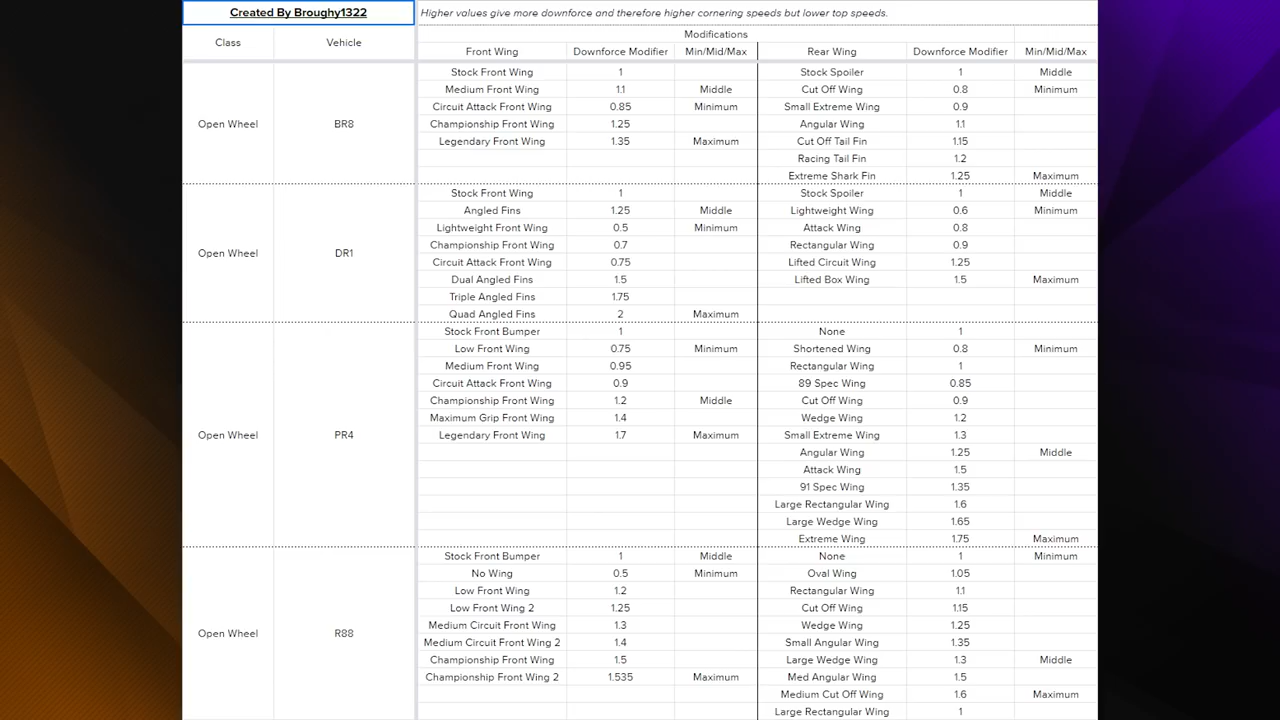 Created By Broughy1322 Higher values give more downforce and therefore higher cornering speeds but lower top speeds.
Modifications
Class Vehicle
Front Wing Downforce Modifier Min/Mid/Max Rear Wing Downforce Modifier Min/Mid/Max
Stock Front Wing 1 Stock Spoiler 1 Middle
Medium Front Wing 1.1 Middle Cut Off Wing 0.8 Minimum
Circuit Attack Front Wing 0.85 Minimum Small Extreme Wing 0.9
Open Wheel BR8 Championship Front Wing 1.25 Angular Wing 1.1
Legendary Front Wing 1.35 Maximum Cut Off Tail Fin 1.15
Racing Tail Fin 1.2
Extreme Shark Fin 1.25 Maximum
Stock Front Wing 1 Stock Spoiler 1 Middle
Angled Fins 1.25 Middle Lightweight Wing 0.6 Minimum
Lightweight Front Wing 0.5 Minimum Attack Wing 0.8
Championship Front Wing 0.7 Rectangular Wing 0.9
Open Wheel DR1
Circuit Attack Front Wing 0.75 Lifted Circuit Wing 1.25
Dual Angled Fins 1.5 Lifted Box Wing 1.5 Maximum
Triple Angled Fins 1.75
Quad Angled Fins 2 Maximum
Stock Front Bumper 1 None 1
Low Front Wing 0.75 Minimum Shortened Wing 0.8 Minimum
Medium Front Wing 0.95 Rectangular Wing 1
Circuit Attack Front Wing 0.9 89 Spec Wing 0.85
Championship Front Wing 1.2 Middle Cut Off Wing 0.9
Maximum Grip Front Wing 1.4 Wedge Wing 1.2
Open Wheel PR4 Legendary Front Wing 1.7 Maximum Small Extreme Wing 1.3
Angular Wing 1.25 Middle
Attack Wing 1.5
91 Spec Wing 1.35
Large Rectangular Wing 1.6
Large Wedge Wing 1.65
Extreme Wing 1.75 Maximum
Stock Front Bumper 1 Middle None 1 Minimum
No Wing 0.5 Minimum Oval Wing 1.05
Low Front Wing 1.2 Rectangular Wing 1.1
Low Front Wing 2 1.25 Cut Off Wing 1.15
Medium Circuit Front Wing 1.3 Wedge Wing 1.25
Open Wheel R88
Medium Circuit Front Wing 2 1.4 Small Angular Wing 1.35
Championship Front Wing 1.5 Large Wedge Wing 1.3 Middle
Championship Front Wing 2 1.535 Maximum Med Angular Wing 1.5
Medium Cut Off Wing 1.6 Maximum
Large Rectangular Wing 1